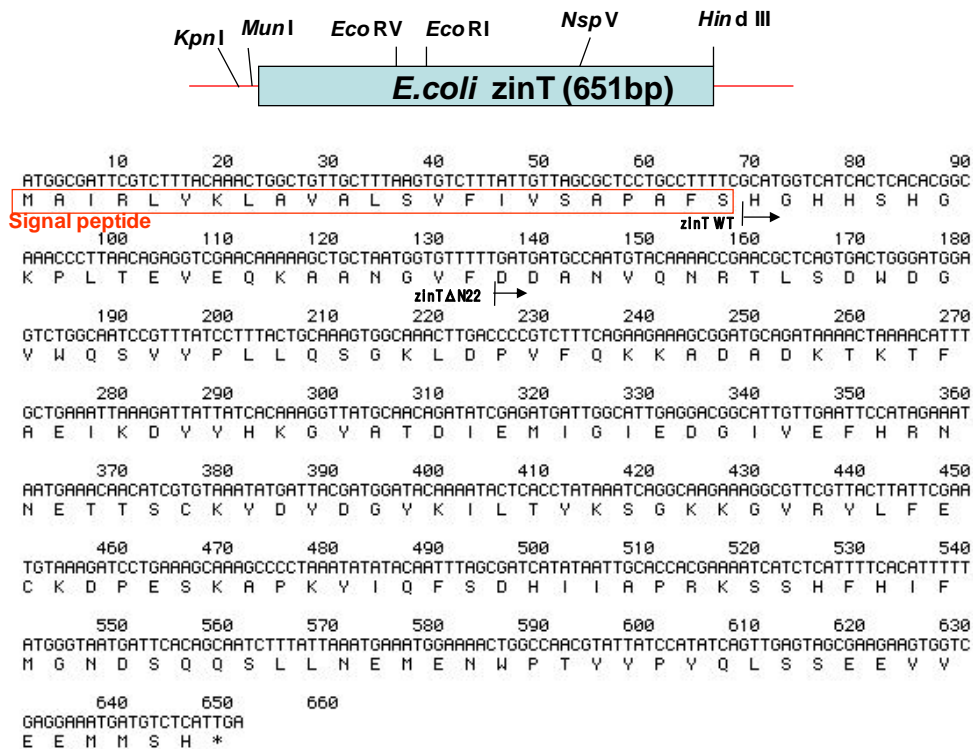 KpnI MunI EcoRV EcoRI NspV Hind III
E.coli zinT (651bp)
10 20 30 40 50 60 70 80 90
ATGGCGATTCGTCTTTACAAACTGGCTGTTGCTTTAAGTGTCTTTATTGTTAGCGCTCCTGCCTTTTCGCATGGTCATCACTCACACGGC
M A I R L Y K L A V A L S V F I V S A P A F S H G H H S H G
Signal peptide zinT WT
100 110 120 130 140 150 160 170 180
AAACCCTTAACAGAGGTCGAACAAAAAGCTGCTAATGGTGTTTTTGATGATGCCAATGTACAAAACCGAACGCTCAGTGACTGGGATGGA
K P L T E V E Q K A A N G V F D D A N V Q N R T L S D W D G
zinT Δ N22
190 200 210 220 230 240 250 260 270
GTCTGGCAATCCGTTTATCCTTTACTGCAAAGTGGCAAACTTGACCCCGTCTTTCAGAAGAAAGCGGATGCAGATAAAACTAAAACATTT
V W Q S V Y P L L Q S G K L D P V F Q K K A D A D K T K T F
280 290 300 310 320 330 340 350 360
GCTGAAATTAAAGATTATTATCACAAAGGTTATGCAACAGATATCGAGATGATTGGCATTGAGGACGGCATTGTTGAATTCCATAGAAAT
A E I K D Y Y H K G Y A T D I E M I G I E D G I V E F H R N
370 380 390 400 410 420 430 440 450
AATGAAACAACATCGTGTAAATATGATTACGATGGATACAAAATACTCACCTATAAATCAGGCAAGAAAGGCGTTCGTTACTTATTCGAA
N E T T S C K Y D Y D G Y K I L T Y K S G K K G V R Y L F E
460 470 480 490 500 510 520 530 540
TGTAAAGATCCTGAAAGCAAAGCCCCTAAATATATACAATTTAGCGATCATATAATTGCACCACGAAAATCATCTCATTTTCACATTTTT
C K D P E S K A P K Y I Q F S D H I I A P R K S S H F H I F
550 560 570 580 590 600 610 620 630
ATGGGTAATGATTCACAGCAATCTTTATTAAATGAAATGGAAAACTGGCCAACGTATTATCCATATCAGTTGAGTAGCGAAGAAGTGGTC
M G N D S Q Q S L L N E M E N W P T Y Y P Y Q L S S E E V V
640 650 660
GAGGAAATGATGTCTCATTGA
E E M M S H *